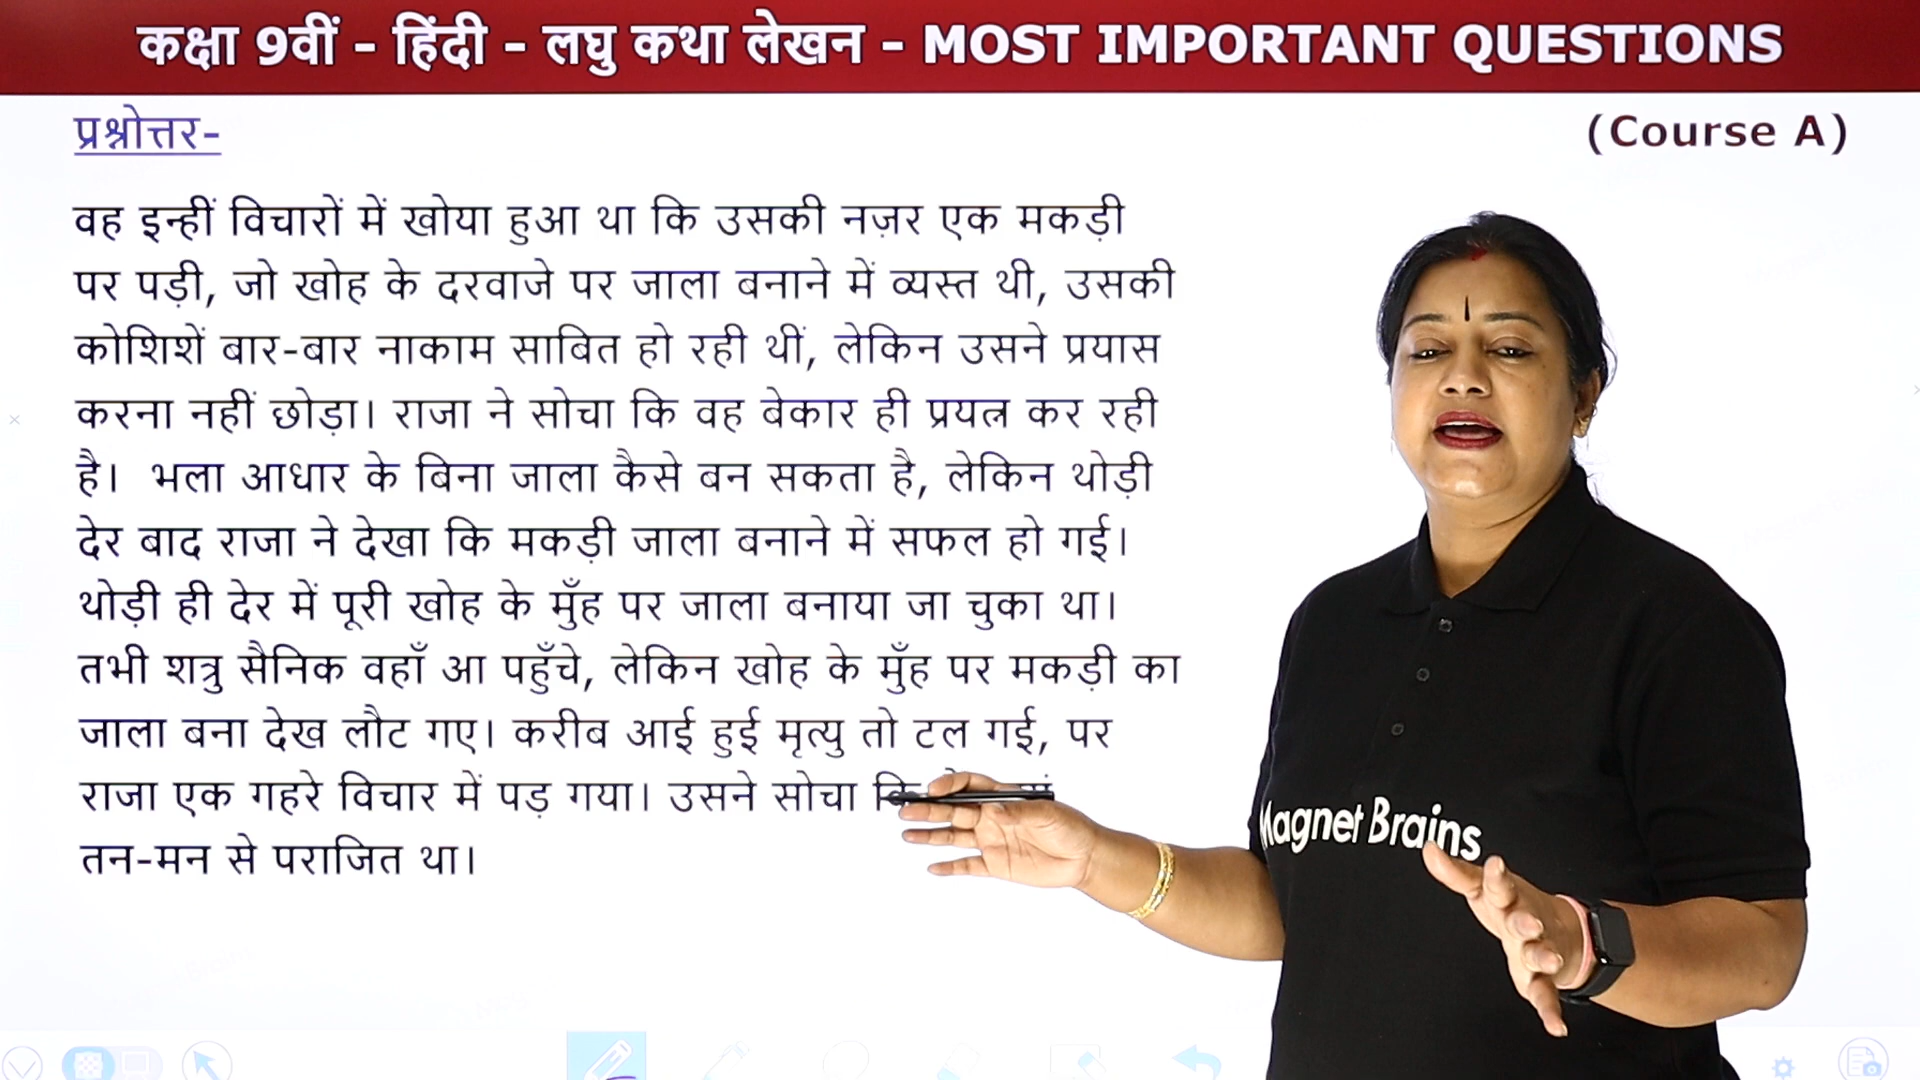 कक्षा 9वीं - हिंदी - लघु कथा लेखन - MOST IMPORTANT QUESTIONS
प्रश्नोत्तर-
(Course A)
वह इन्हीं विचारों में खोया हुआ था कि उसकी नज़र एक मकड़ी
पर पड़ी, जो खोह के दरवाजे पर जाला बनाने में व्यस्त थी, उसकी
कोशिशें बार-बार नाकाम साबित हो रही थीं, लेकिन उसने प्रयास
करना नहीं छोड़ा। राजा ने सोचा कि वह बेकार ही प्रयत्न कर रही
है। भला आधार के बिना जाला कैसे बन सकता है, लेकिन थोड़ी
देर बाद राजा ने देखा कि मकड़ी जाला बनाने में सफल हो गई।
थोड़ी ही देर में पूरी खोह के मुँह पर जाला बनाया जा चुका था।
तभी शत्रु सैनिक वहाँ आ पहुँचे, लेकिन खोह के मुँह पर मकड़ी का
जाला बना देख लौट गए। करीब आई हुई मृत्यु तो टल गई, पर
राजा एक गहरे विचार में पड़ गया। उसने सोचा कि
तन-मन से पराजित था।
Magnet Brains